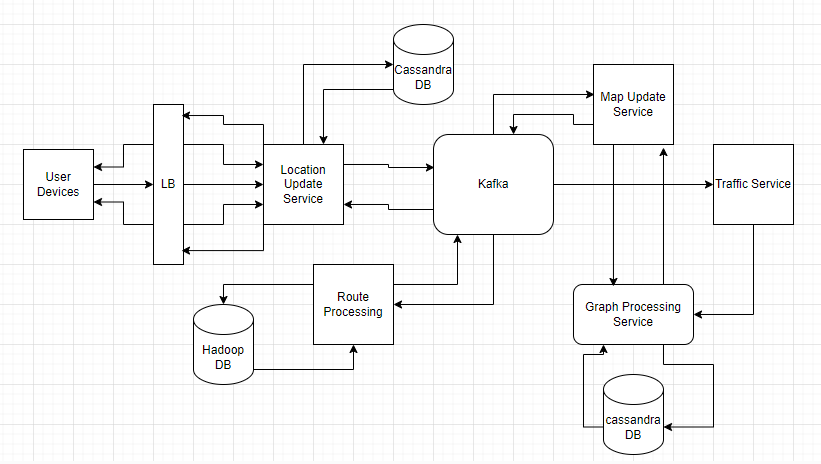 Cassandra
DB
Map Update
Service
User
Devices
LB
Location
Update
Service
Kafka
Traffic Service
Route
Processing
Graph Processing
Service
Hadoop
DB
cassandra
DB